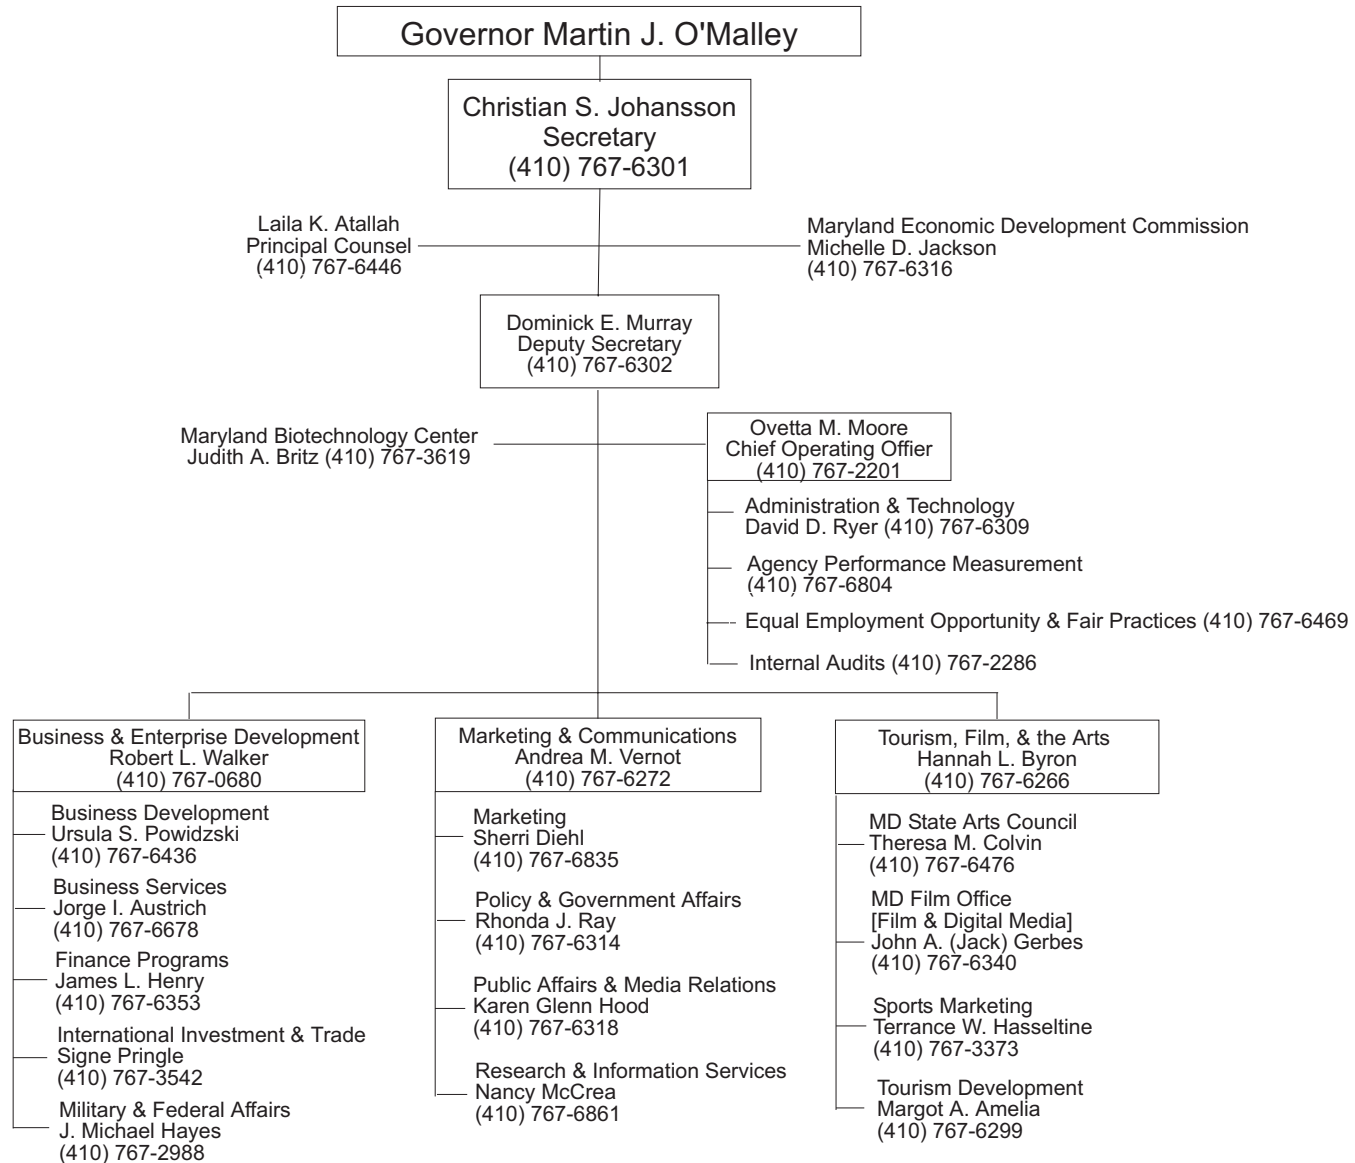 Governor Martin J. O'Malley
Christian S. Johansson
Secretary
(410) 767-6301
Laila K. Atallah
Principal Counsel
(410) 767-6446
Maryland Economic Development Commission
Michelle D. Jackson
(410) 767-6316
Dominick E. Murray
Deputy Secretary
(410) 767-6302
Maryland Biotechnology Center
Judith A. Britz (410) 767-3619
Ovetta M. Moore
Chief Operating Offier
(410) 767-2201
Administration & Technology
David D. Ryer (410) 767-6309
Agency Performance Measurement
(410) 767-6804
Equal Employment Opportunity & Fair Practices (410) 767-6469
Internal Audits (410) 767-2286
Business & Enterprise Development
Robert L. Walker
(410) 767-0680
Business Development
Ursula S. Powidzski
(410) 767-6436
Business Services
Jorge I. Austrich
(410) 767-6678
Finance Programs
James L. Henry
(410) 767-6353
International Investment & Trade
Signe Pringle
(410) 767-3542
Military & Federal Affairs
J. Michael Hayes
(410) 767-2988
Marketing & Communications
Andrea M. Vernot
(410) 767-6272
Marketing
Sherri Diehl
(410) 767-6835
Policy & Government Affairs
Rhonda J. Ray
(410) 767-6314
Public Affairs & Media Relations
Karen Glenn Hood
(410) 767-6318
Research & Information Services
Nancy McCrea
(410) 767-6861
Tourism, Film, & the Arts
Hannah L. Byron
(410) 767-6266
MD State Arts Council
Theresa M. Colvin
(410) 767-6476
MD Film Office
[Film & Digital Media]
John A. (Jack) Gerbes
(410) 767-6340
Sports Marketing
Terrance W. Hasseltine
(410) 767-3373
Tourism Development
Margot A. Amelia
(410) 767-6299